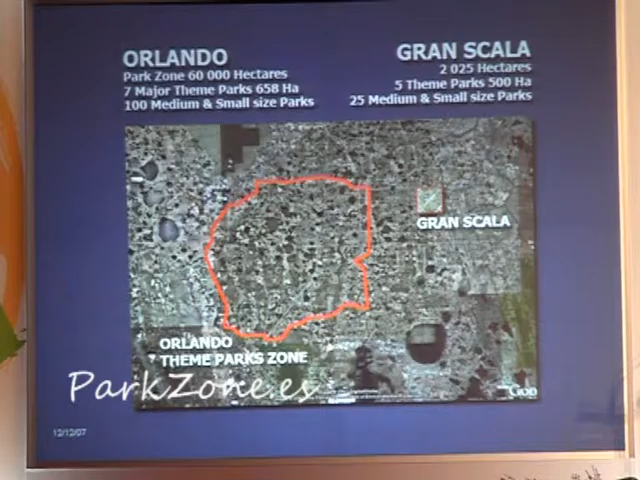 ORLANDO
Park Zone 60 000 Hectares
7 Major Theme Parks 658 Ha
100 Medium & Small size Parks
GRAN SCALA
2 025 Hectares
5 Theme Parks 500 Ha
25 Medium & Small size Parks
GRAN SCALA
ORLANDO
THEME PARKS ZONE
ParkZone.es
12/12/07